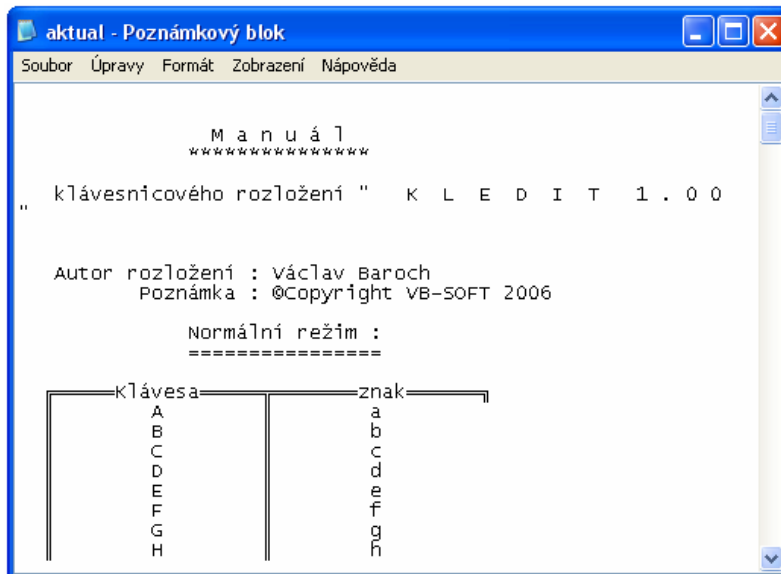 aktual - Poznámkový blok
Soubor Úpravy Formát Zobrazení Nápověda
M a n u á l
***************
klávesnicového rozložení " K L E D I T 1 . 0 0
"
Autor rozložení : Václav Baroch
Poznámka : ©Copyright VB-SOFT 2006
Normální režim :
================
Klávesa znak
A a
B b
C c
D d
E e
F f
G g
H h